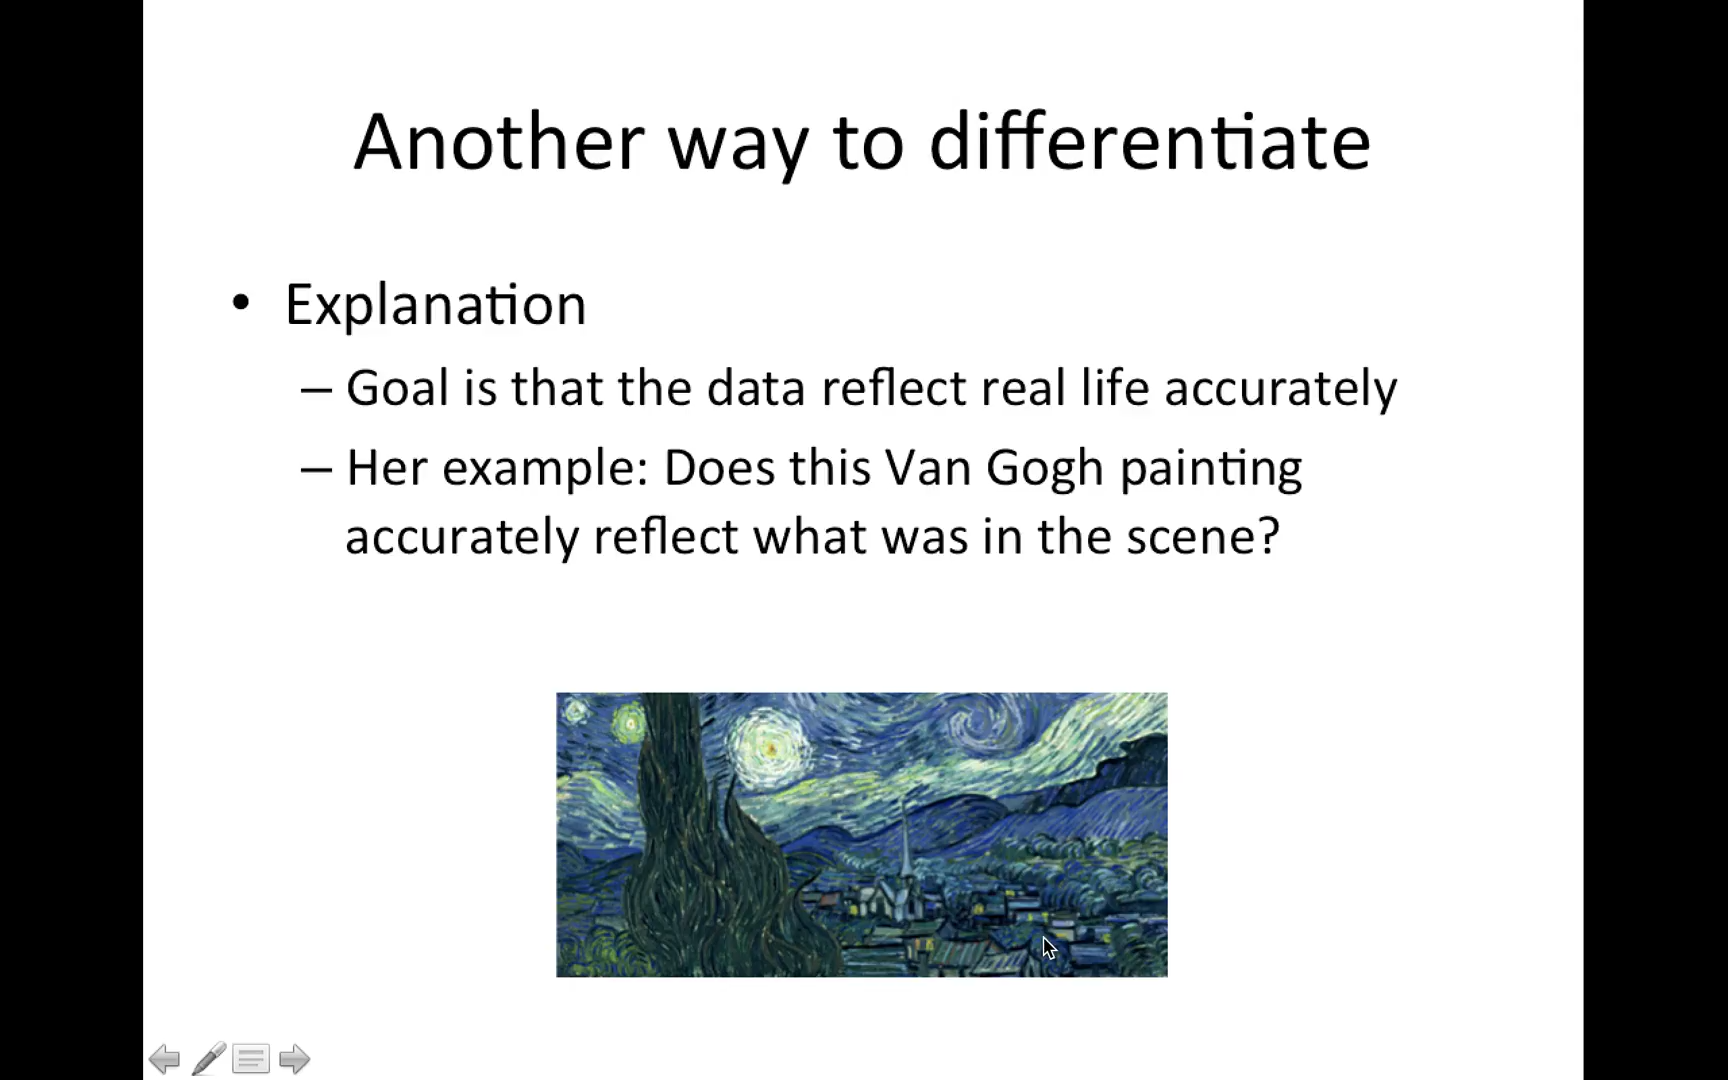 Another way to differentiate
• Explanation
– Goal is that the data reflect real life accurately
– Her example: Does this Van Gogh painting
accurately reflect what was in the scene?